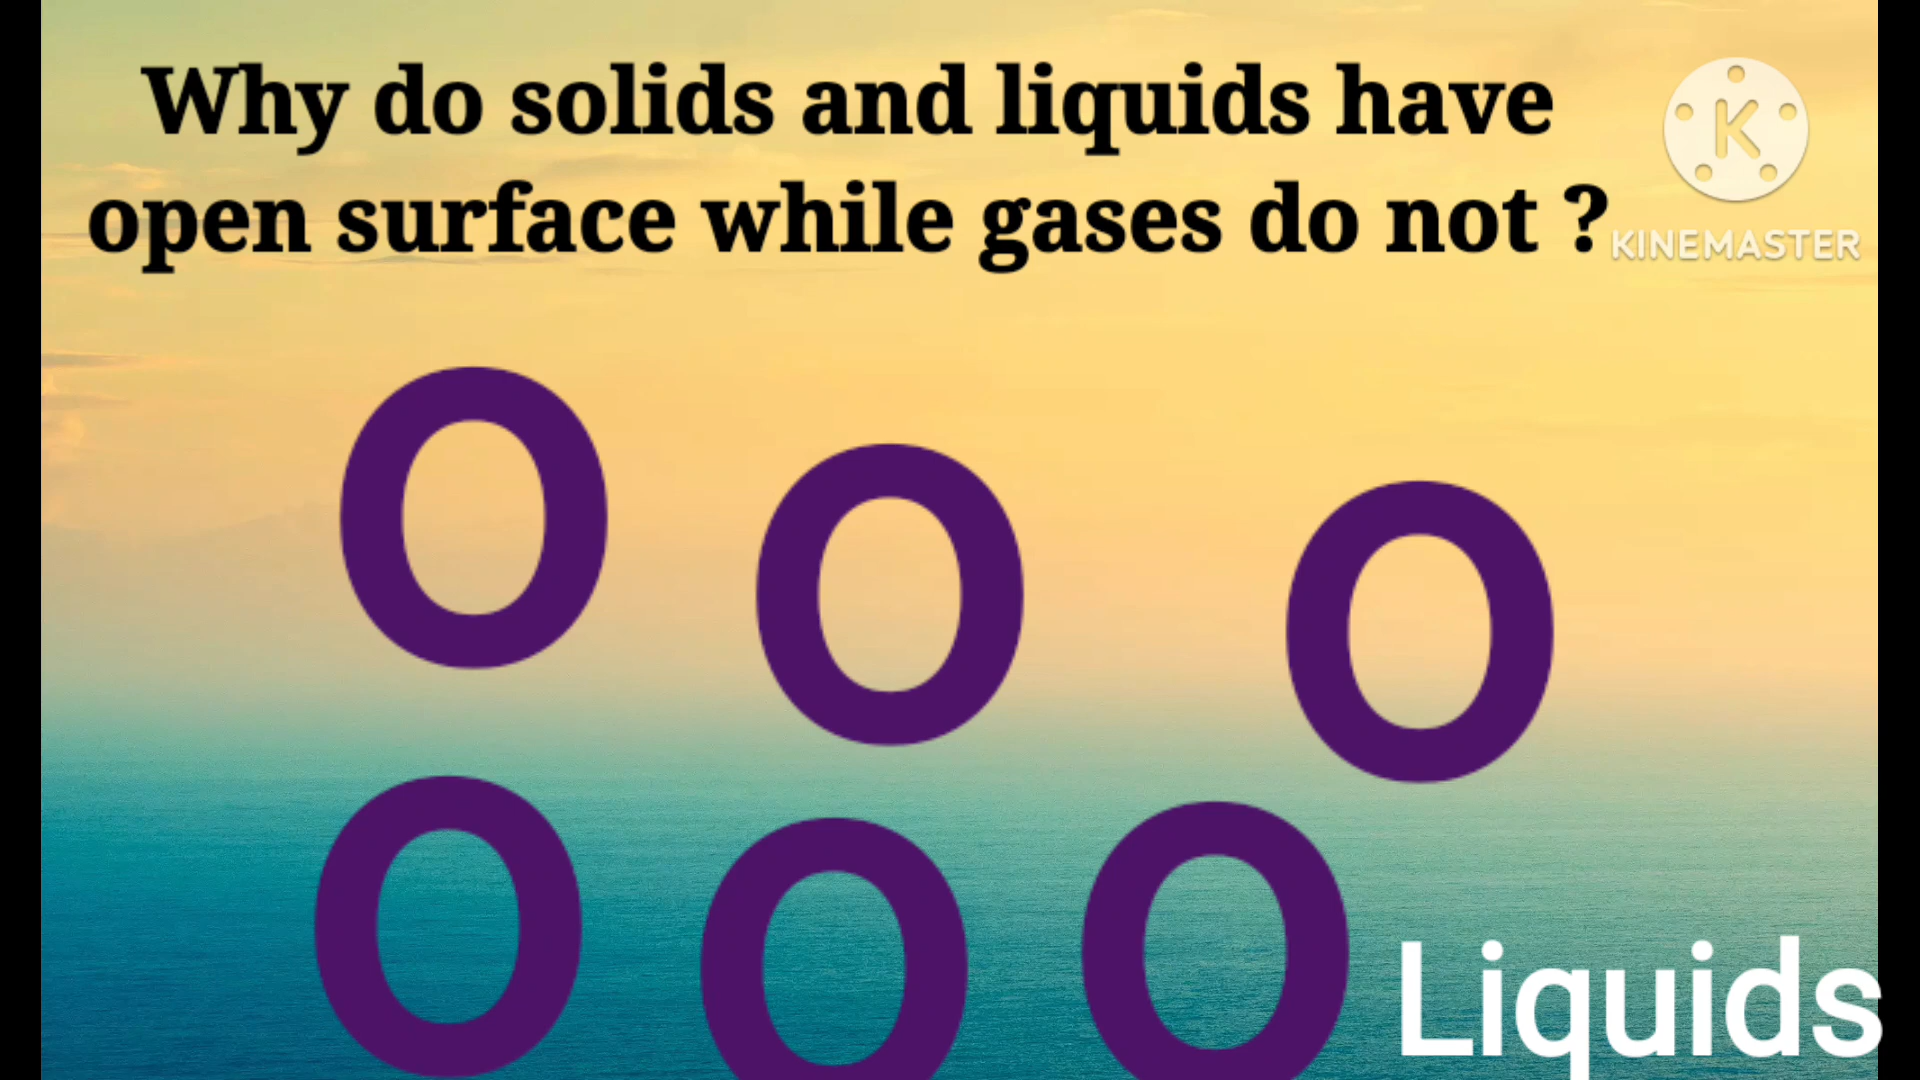 Why do solids and liquids have
open surface while gases do not ?
K
KINEMASTER
O O O
O O O
Liquids